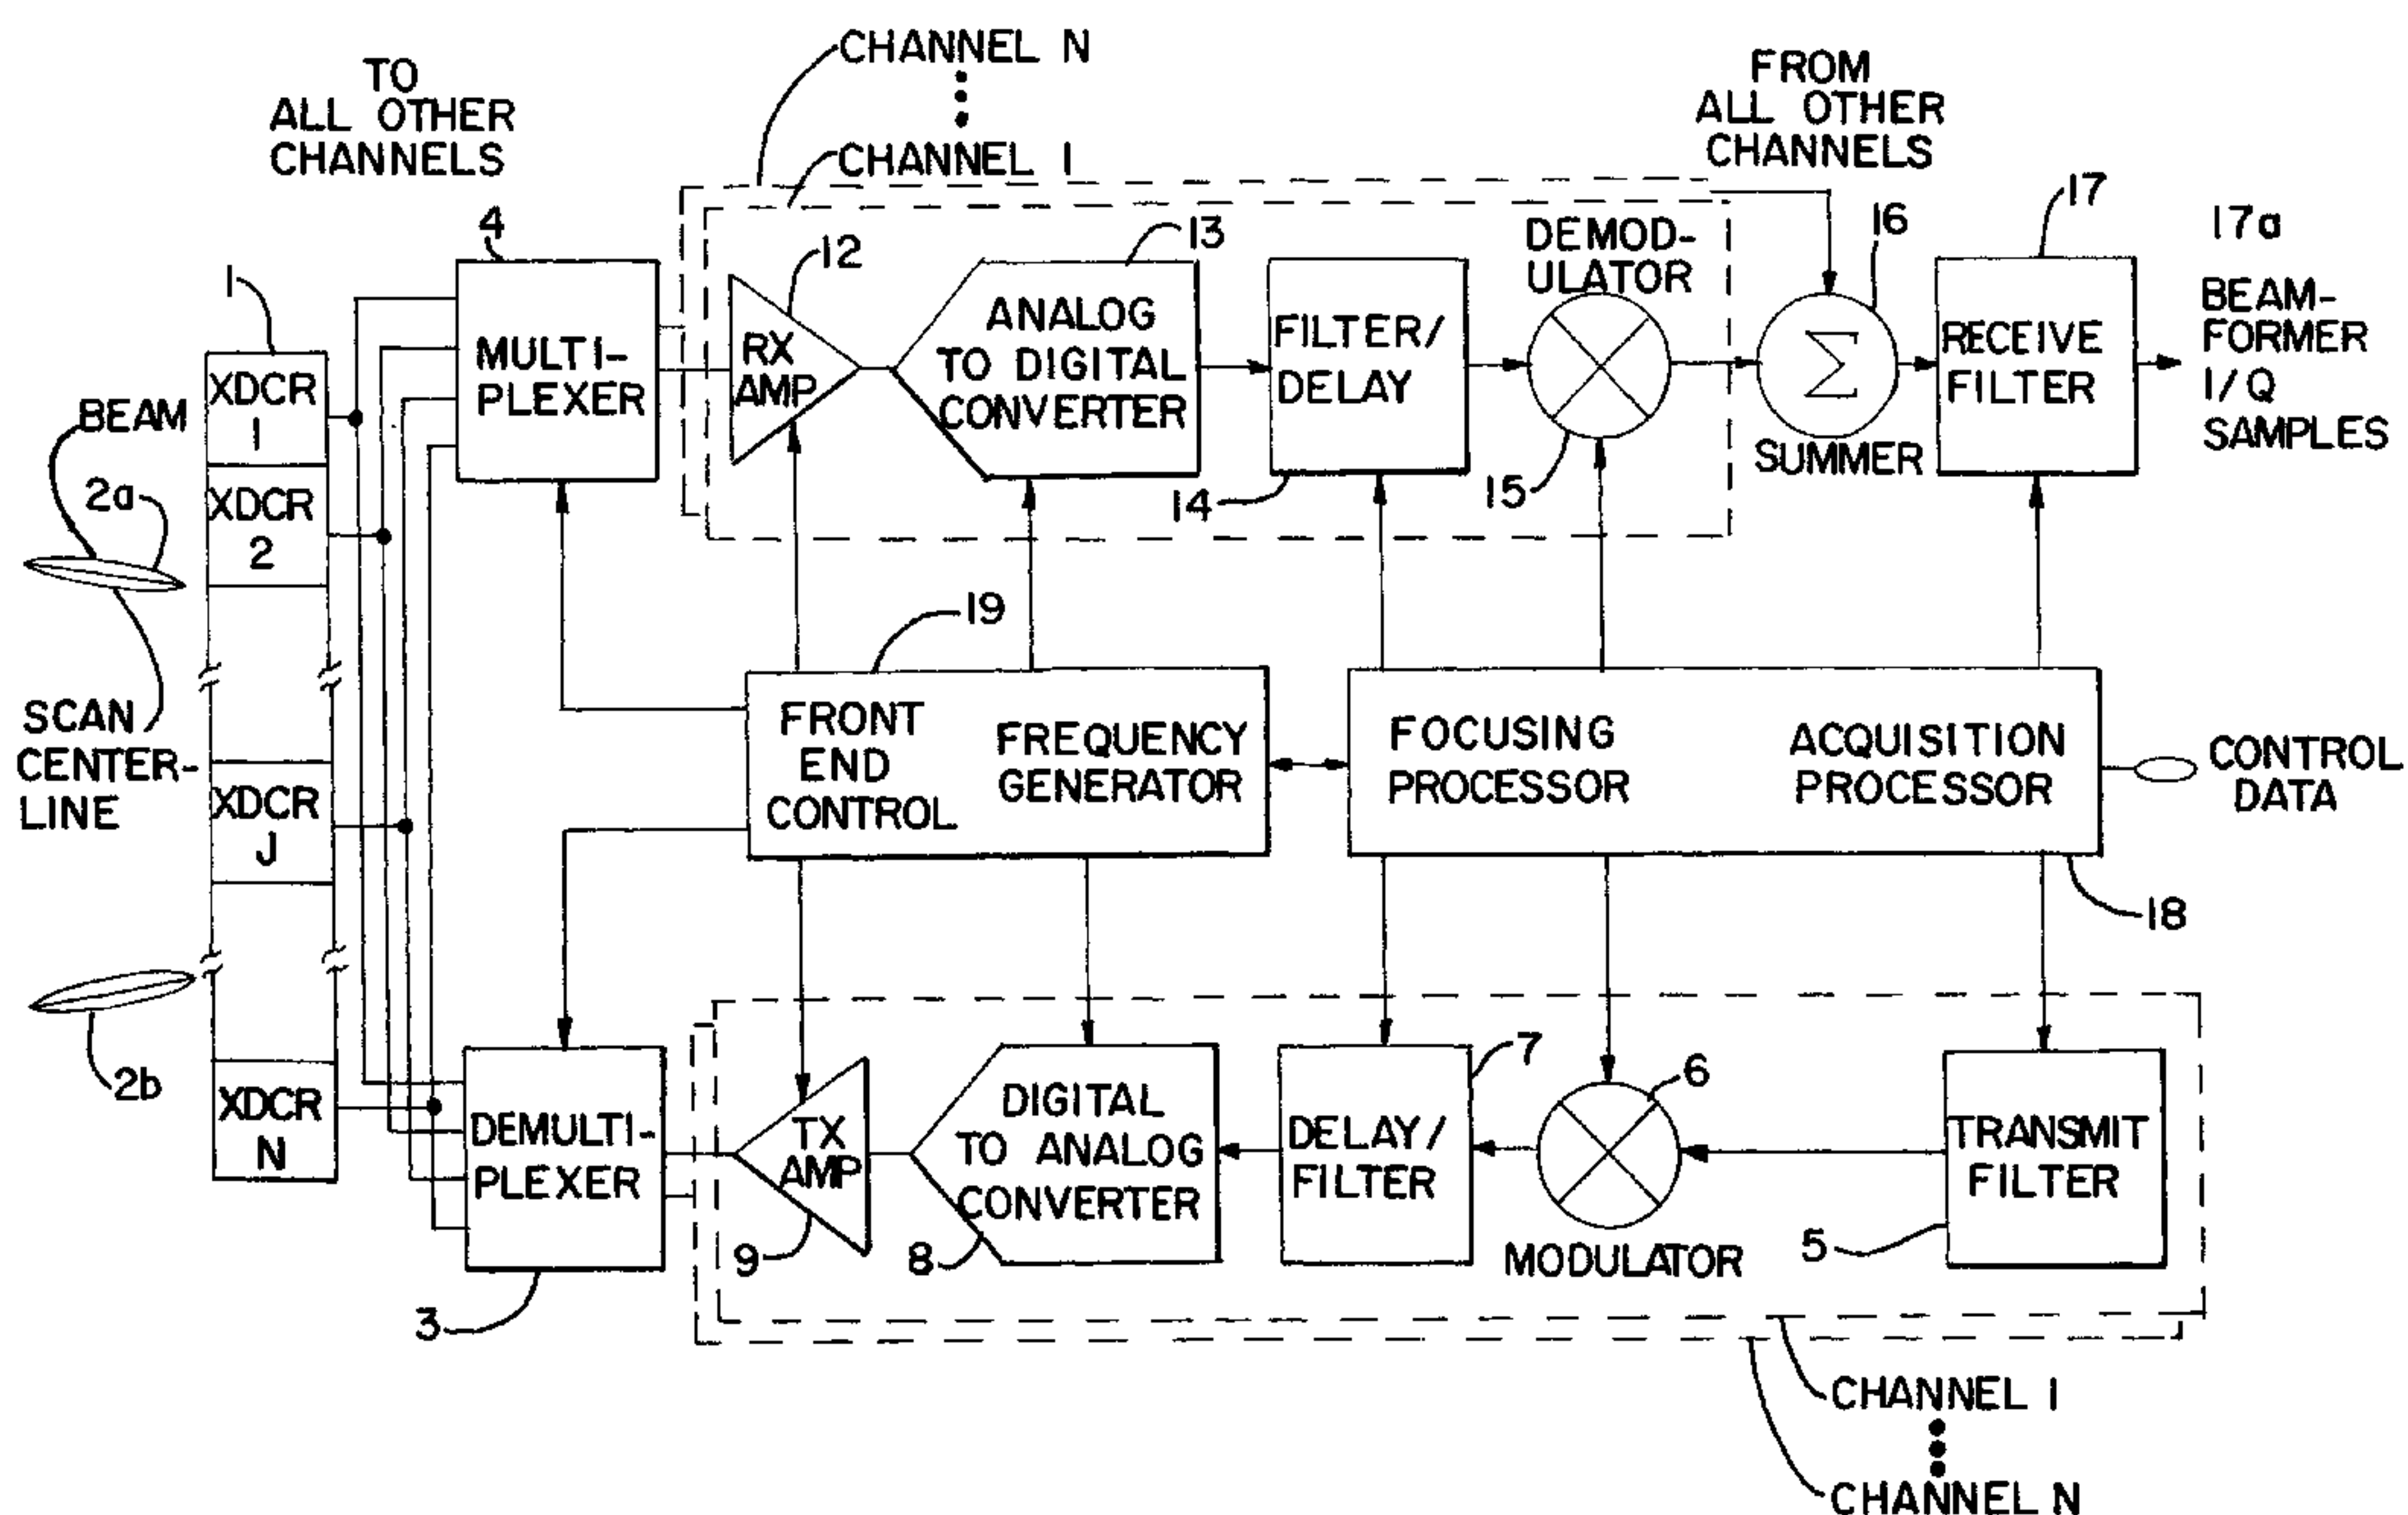 CHANNEL N
TO
ALL OTHER
CHANNELS
CHANNEL 1
FROM
ALL OTHER
CHANNELS
4
12
13
DEMOD-
ULATOR
16
17
17a
1
MULTI-
PLEXER
RX
AMP
ANALOG
TO DIGITAL
CONVERTER
FILTER/
DELAY
Σ
SUMMER
RECEIVE
FILTER
BEAM-
FORMER
I/Q
SAMPLES
14
15
XDCR
1
BEAM
2a
XDCR
2
SCAN
CENTER-
LINE
XDCR
J
2b
XDCR
N
19
FRONT
END
CONTROL
FREQUENCY
GENERATOR
FOCUSING
PROCESSOR
ACQUISITION
PROCESSOR
CONTROL
DATA
18
DEMULTI-
PLEXER
3
TX
AMP
9
DIGITAL
TO ANALOG
CONVERTER
8
DELAY/
FILTER
7
6
MODULATOR
TRANSMIT
FILTER
5
CHANNEL 1
CHANNEL N